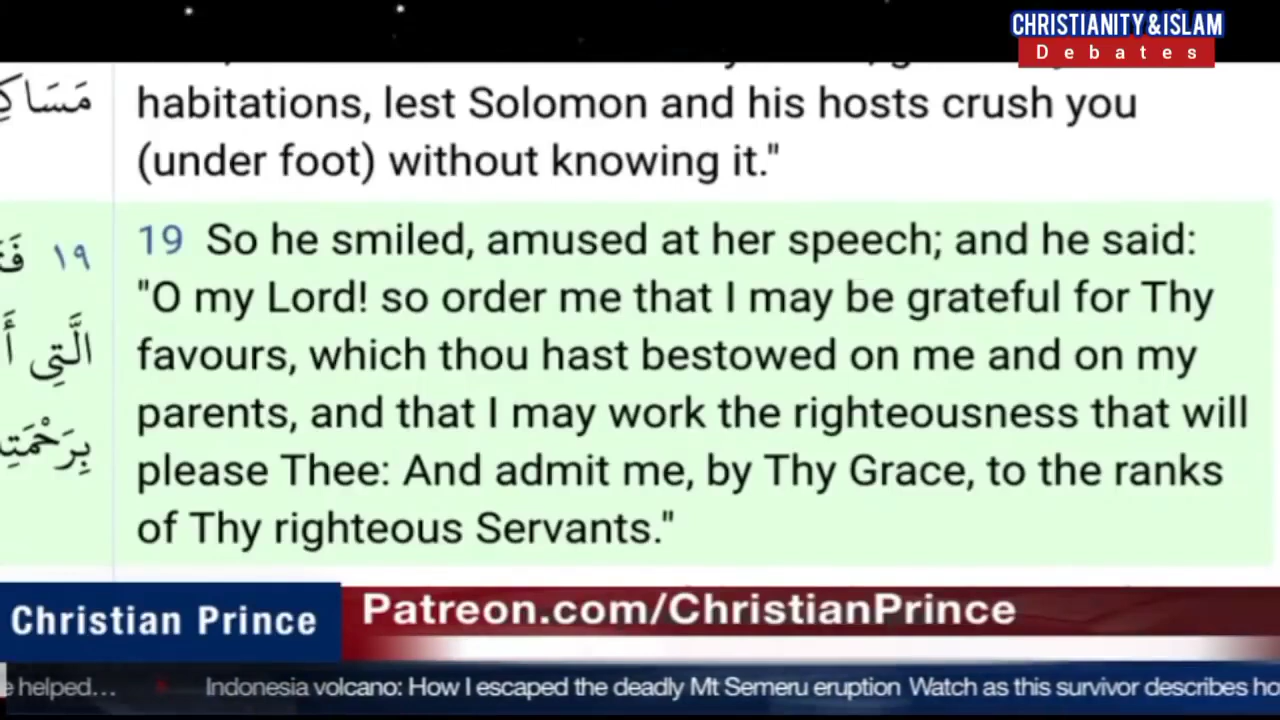 CHRISTIANITY & ISLAM
Debates
habitations, lest Solomon and his hosts crush you
(under foot) without knowing it."
١٩
الَّتِي
19 So he smiled, amused at her speech; and he said:
"O my Lord! so order me that I may be grateful for Thy
favours, which thou hast bestowed on me and on my
parents, and that I may work the righteousness that will
please Thee: And admit me, by Thy Grace, to the ranks
of Thy righteous Servants."
Christian Prince
Patreon.com/ChristianPrince
helped... Indonesia volcano: How I escaped the deadly Mt Semeru eruption Watch as this survivor describes